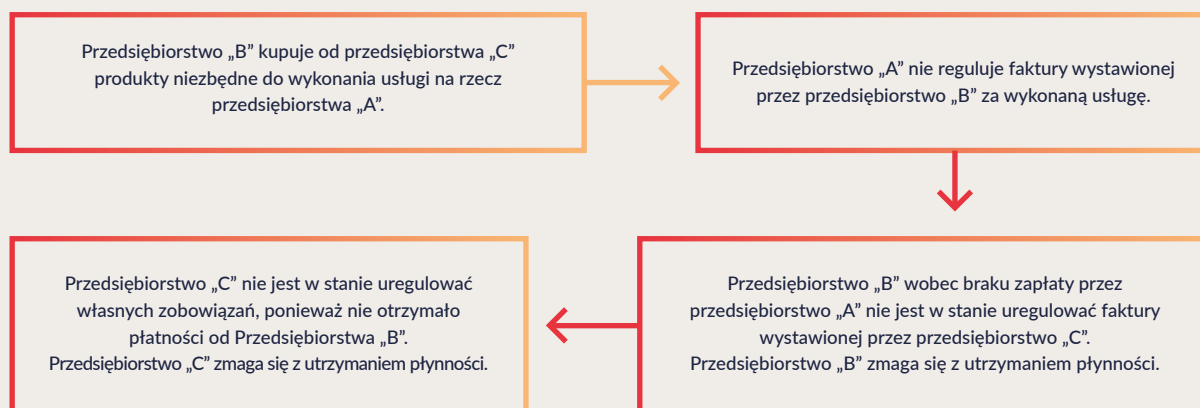 Przedsiębiorstwo „B” kupuje od przedsiębiorstwa „C”
produkty niezbędne do wykonania usługi na rzecz
przedsiębiorstwa „A”.
Przedsiębiorstwo „A” nie reguluje faktury wystawionej
przez przedsiębiorstwo „B” za wykonaną usługę.
Przedsiębiorstwo „B” wobec braku zapłaty przez
przedsiębiorstwo „A” nie jest w stanie uregulować faktury
wystawionej przez przedsiębiorstwo „C”.
Przedsiębiorstwo „B” zmaga się z utrzymaniem płynności.
Przedsiębiorstwo „C” nie jest w stanie uregulować
własnych zobowiązań, ponieważ nie otrzymało
płatności od Przedsiębiorstwa „B”.
Przedsiębiorstwo „C” zmaga się z utrzymaniem płynności.